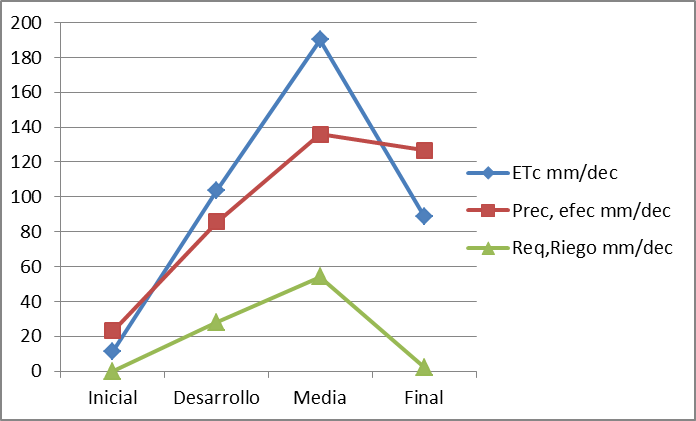 200
180
160
140
120
100
80
60
40
20
0
Inicial Desarrollo Media Final
ETc mm/dec
Prec, efec mm/dec
Req,Riego mm/dec